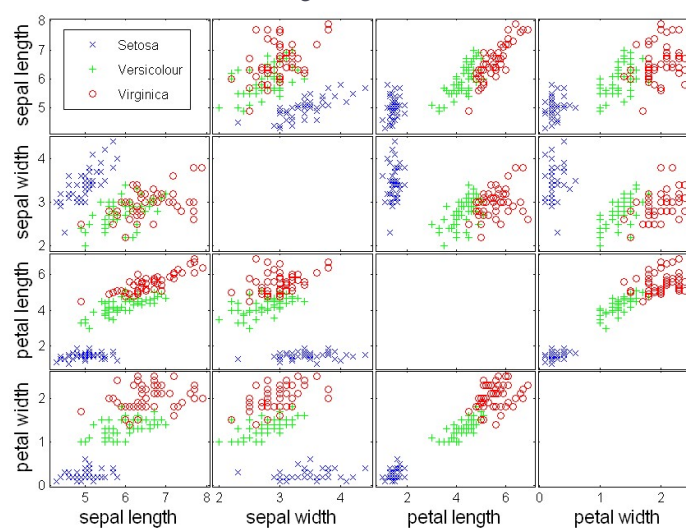 8
sepal length
7
6
5
Setosa
Versicolour
Virginica
sepal width
4
3
2
petal length
6
4
2
petal width
2
1
0
5 6 7 8 2 3 4 2 4 6 0 1 2
sepal length sepal width petal length petal width